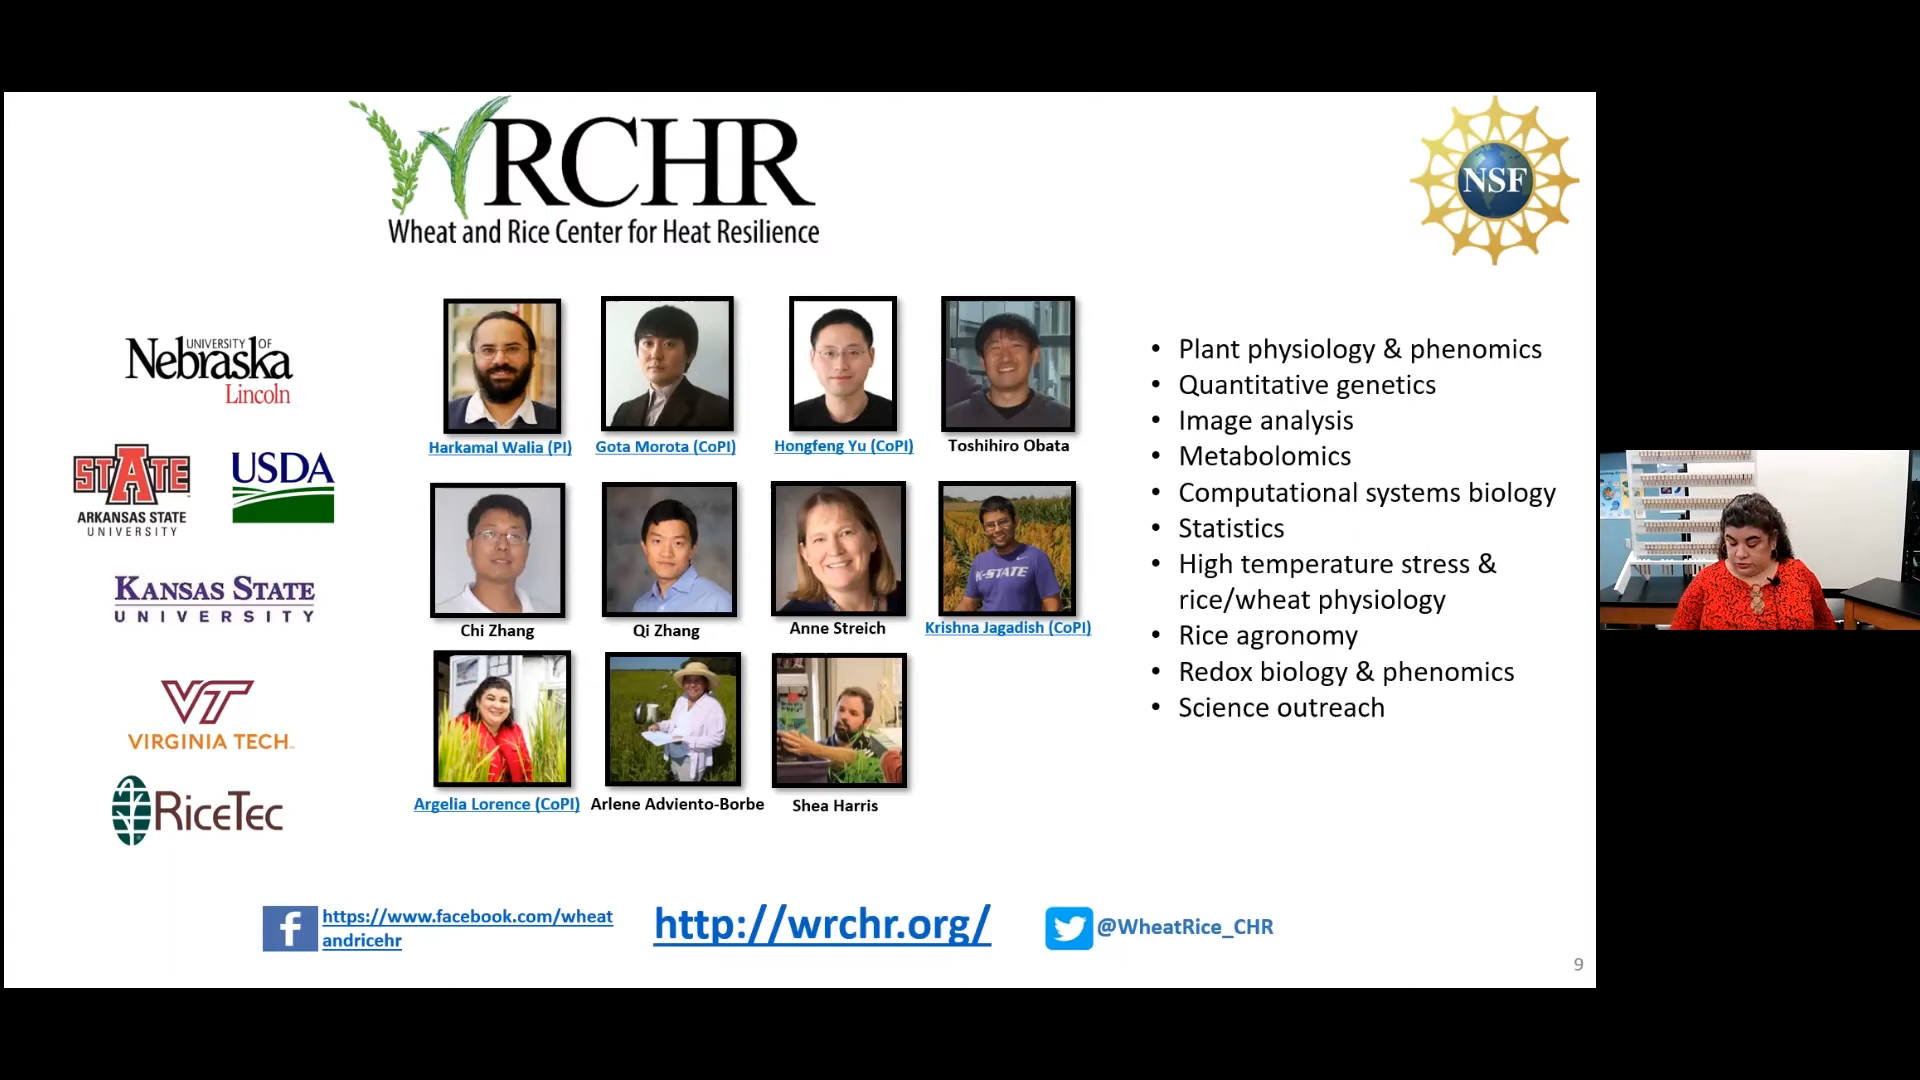 WRCHR
Wheat and Rice Center for Heat Resilience
NSF
UNIVERSITY OF
Nebraska
Lincoln
STATE
ARKANSAS STATE
UNIVERSITY
USDA
KANSAS STATE
UNIVERSITY
VT
VIRGINIA TECH
RiceTec
Harkamal Walia (PI)
Gota Morota (CoPI)
Hongfeng Yu (CoPI)
Toshihiro Obata
K-STATE
Chi Zhang
Qi Zhang
Anne Streich
Krishna Jagadish (CoPI)
Argelia Lorence (CoPI)
Arlene Adviento-Borbe
Shea Harris
• Plant physiology & phenomics
• Quantitative genetics
• Image analysis
• Metabolomics
• Computational systems biology
• Statistics
• High temperature stress &
rice/wheat physiology
• Rice agronomy
• Redox biology & phenomics
• Science outreach
f
https://www.facebook.com/wheat
andricehr
http://wrchr.org/
@WheatRice_CHR
9